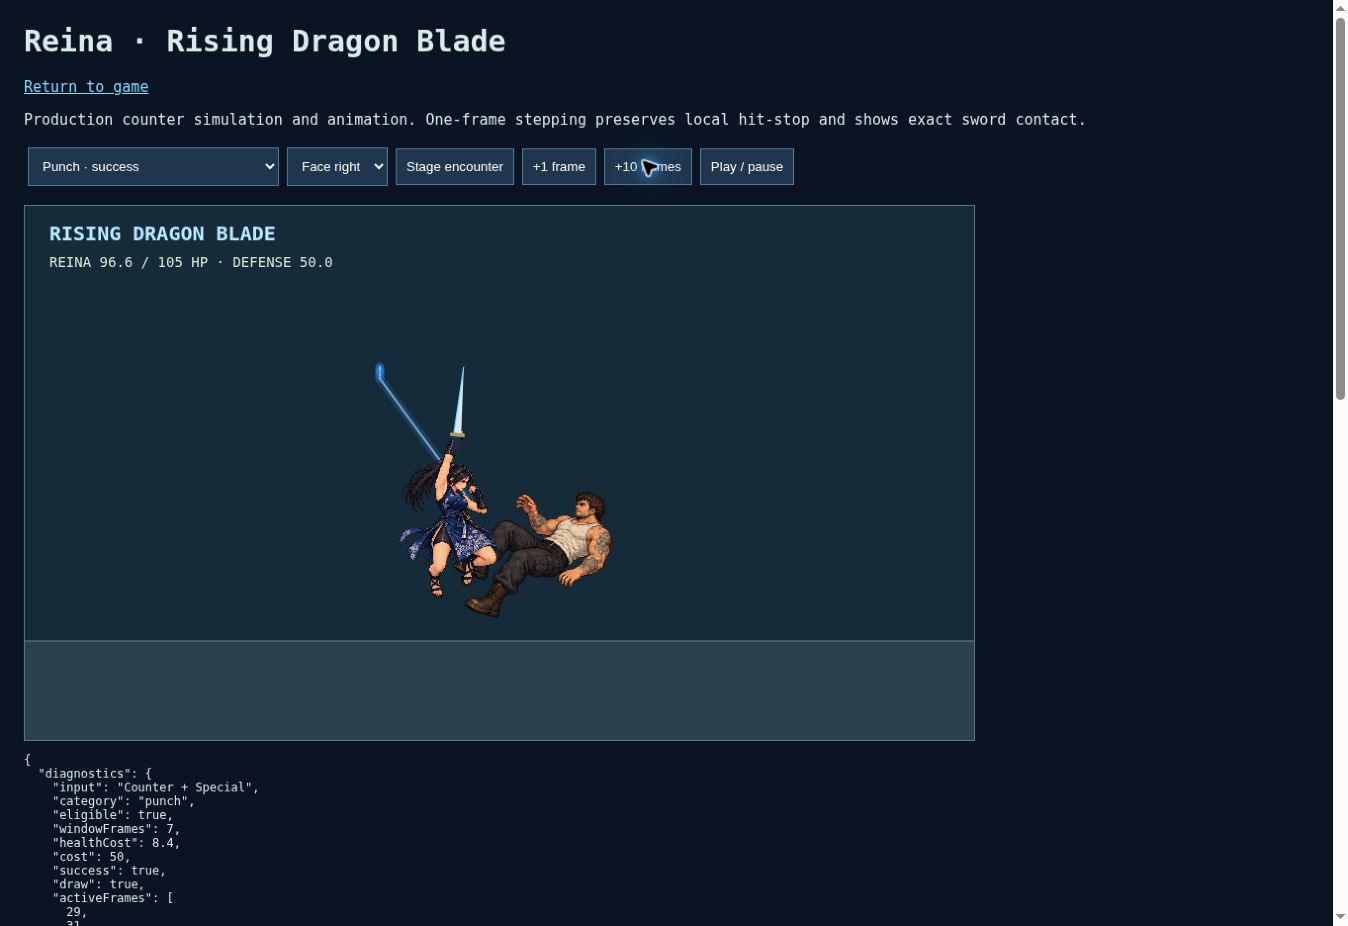 Reina · Rising Dragon Blade
Return to game
Production counter simulation and animation. One-frame stepping preserves local hit-stop and shows exact sword contact.
Punch · success Face right Stage encounter +1 frame +10 frames Play / pause
RISING DRAGON BLADE
REINA 96.6 / 105 HP · DEFENSE 50.0
{
"diagnostics": {
"input": "Counter + Special",
"category": "punch",
"eligible": true,
"windowFrames": 7,
"healthCost": 8.4,
"cost": 50,
"success": true,
"draw": true,
"activeFrames": [
29,
31,